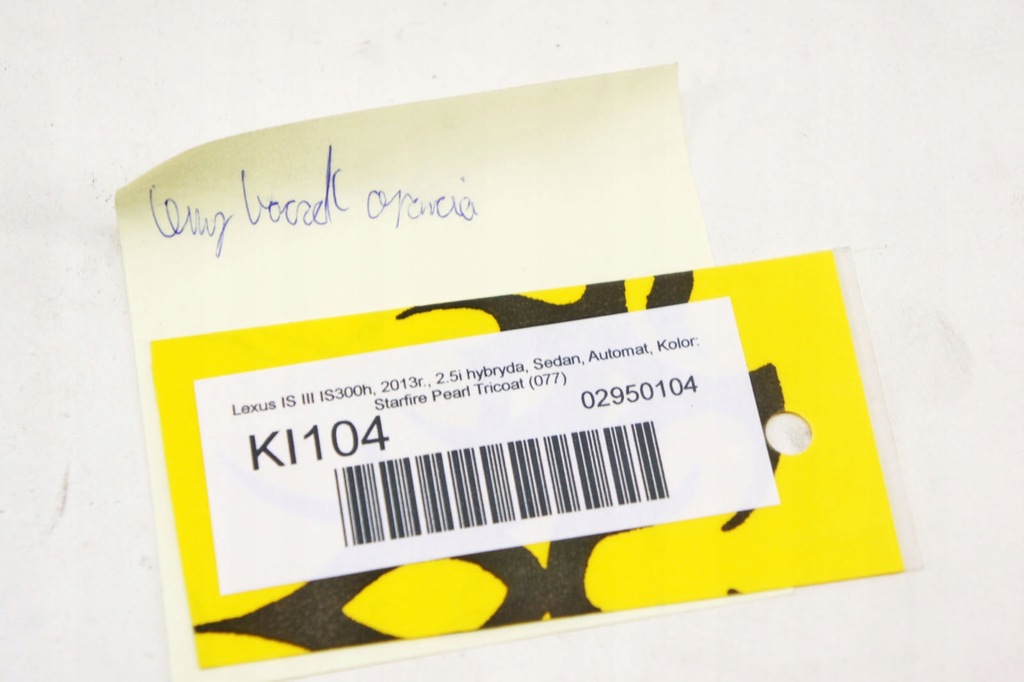 lewy boczek oparcia
Lexus IS III IS300h, 2013r., 2.5i hybryda, Sedan, Automat, Kolor:
Starfire Pearl Tricoat (077)
02950104
KI104